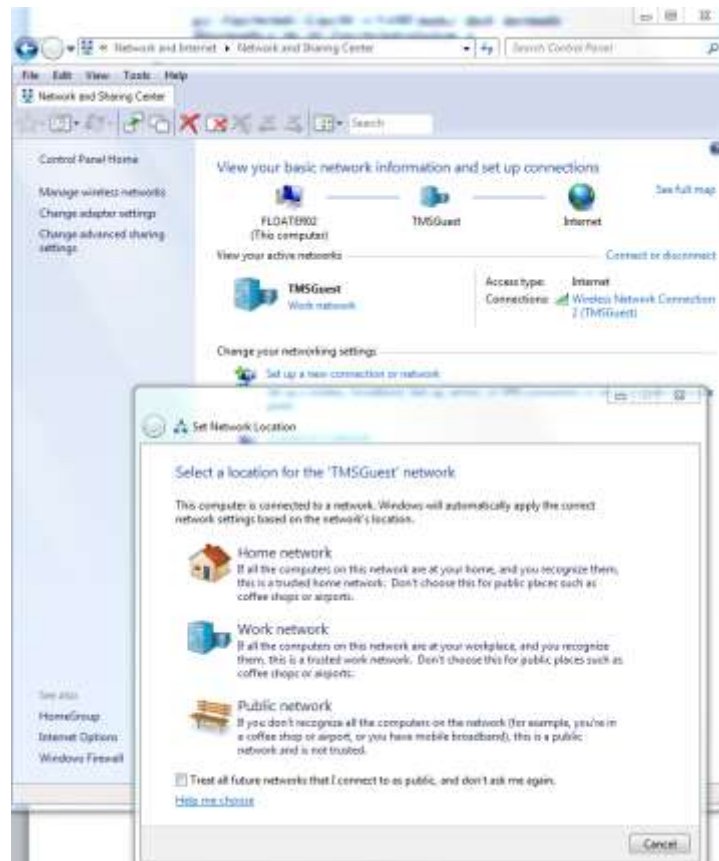 Network and Internet ▸ Network and Sharing Center
Search Control Panel
File Edit View Tools Help
Network and Sharing Center
Search
Control Panel Home
Manage wireless networks
Change adapter settings
Change advanced sharing
settings
View your basic network information and set up connections
See full map
FLOATER02
(This computer)
TMSGuest
Internet
View your active networks
Connect or disconnect
TMSGuest
Work network
Access type: Internet
Connections: Wireless Network Connection
2 (TMSGuest)
Change your networking settings
Set up a new connection or network
Set Network Location
Select a location for the 'TMSGuest' network
This computer is connected to a network. Windows will automatically apply the correct
network settings based on the network's location.
Home network
If all the computers on this network are at your home, and you recognize them,
this is a trusted home network. Don't choose this for public places such as
coffee shops or airports.
Work network
If all the computers on this network are at your workplace, and you recognize
them, this is a trusted work network. Don't choose this for public places such as
coffee shops or airports.
Public network
If you don't recognize all the computers on the network (for example, you're in
a coffee shop or airport, or you have mobile broadband), this is a public
network and is not trusted.
Treat all future networks that I connect to as public, and don't ask me again.
Help me choose
Cancel
See also
HomeGroup
Internet Options
Windows Firewall